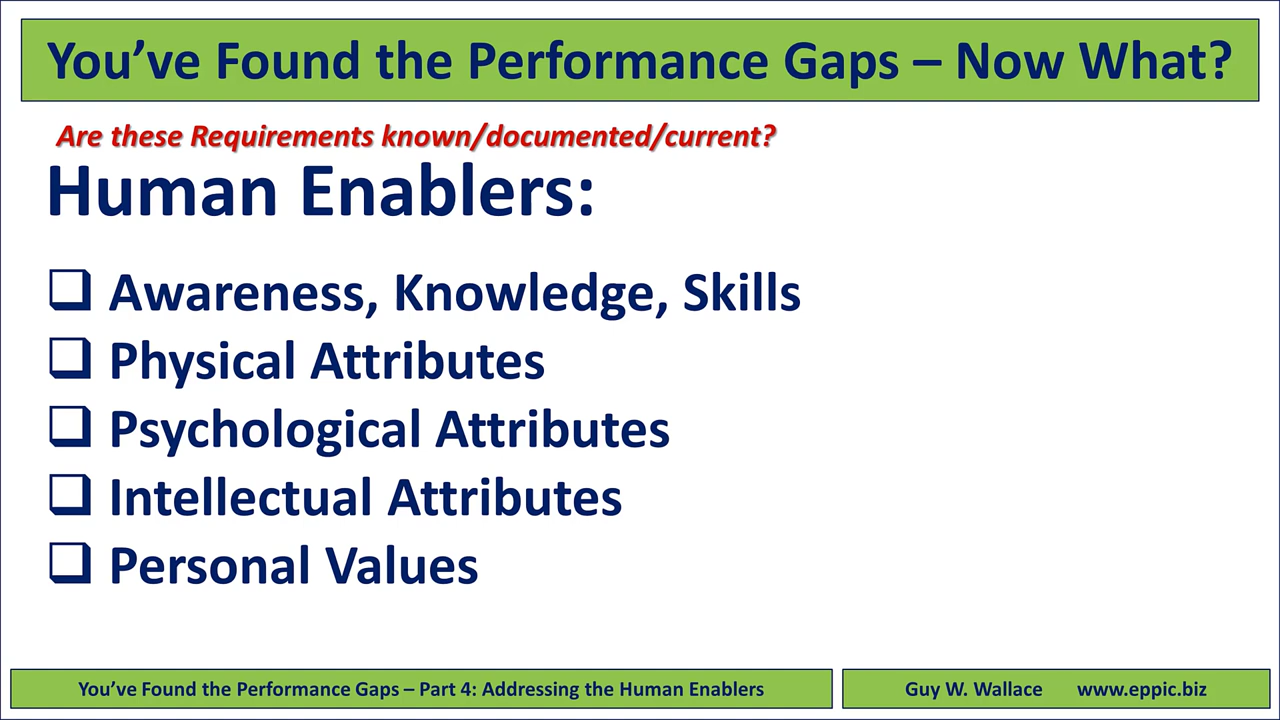 You've Found the Performance Gaps – Now What?
Are these Requirements known/documented/current?
Human Enablers:
❑ Awareness, Knowledge, Skills
❑ Physical Attributes
❑ Psychological Attributes
❑ Intellectual Attributes
❑ Personal Values
You've Found the Performance Gaps – Part 4: Addressing the Human Enablers
Guy W. Wallace www.eppic.biz